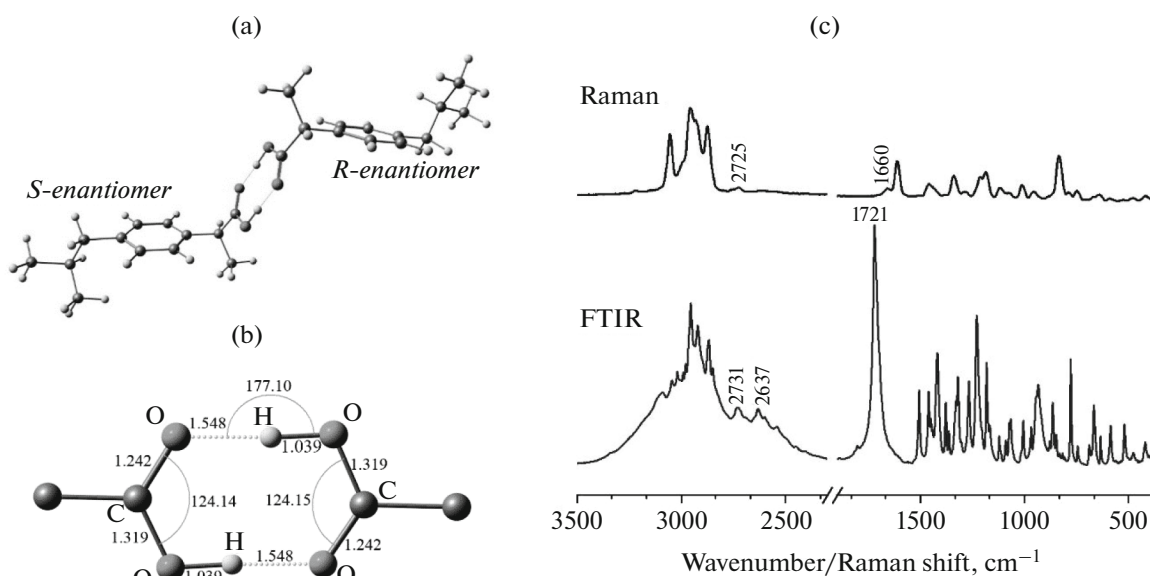 (a)
S-enantiomer
R-enantiomer
(b)
177.10
O
1.548
H
O
1.039
1.242
1.319
124.14
124.15
C
C
1.319
1.242
H
O
1.039
1.548
O
(c)
Raman
2725
1660
1721
FTIR
2731
2637
3500 3000 2500 1500 1000 500
Wavenumber/Raman shift, cm⁻¹